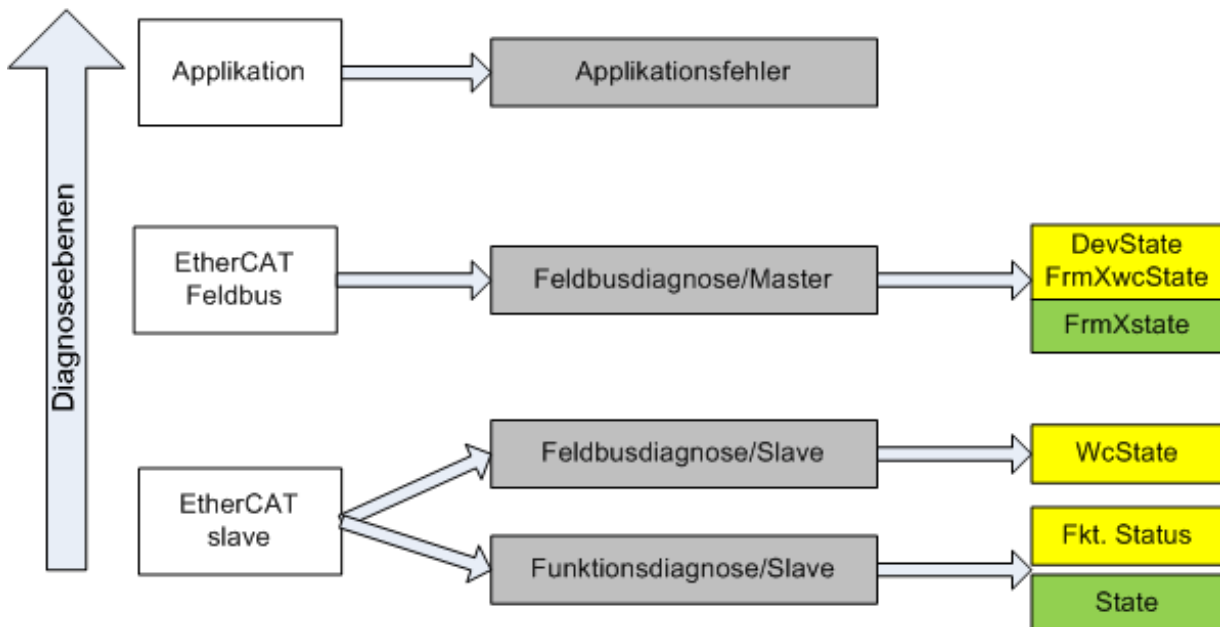 Diagnoseebenen
Applikation
Applikationsfehler
EtherCAT
Feldbus
Feldbusdiagnose/Master
DevState
FrmXwcState
FrmXstate
EtherCAT
slave
Feldbusdiagnose/Slave
WcState
Funktionsdiagnose/Slave
Fkt. Status
State